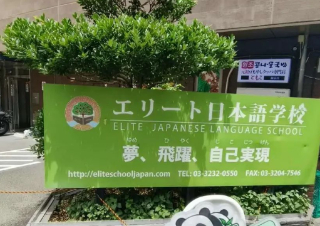 エリート日本語学校
ELITE JAPANESE LANGUAGE SCHOOL
夢、飛躍、自己実現
http://eliteschooljapan.com TEL: 03-3232-0550 FAX: 03-3204-7546